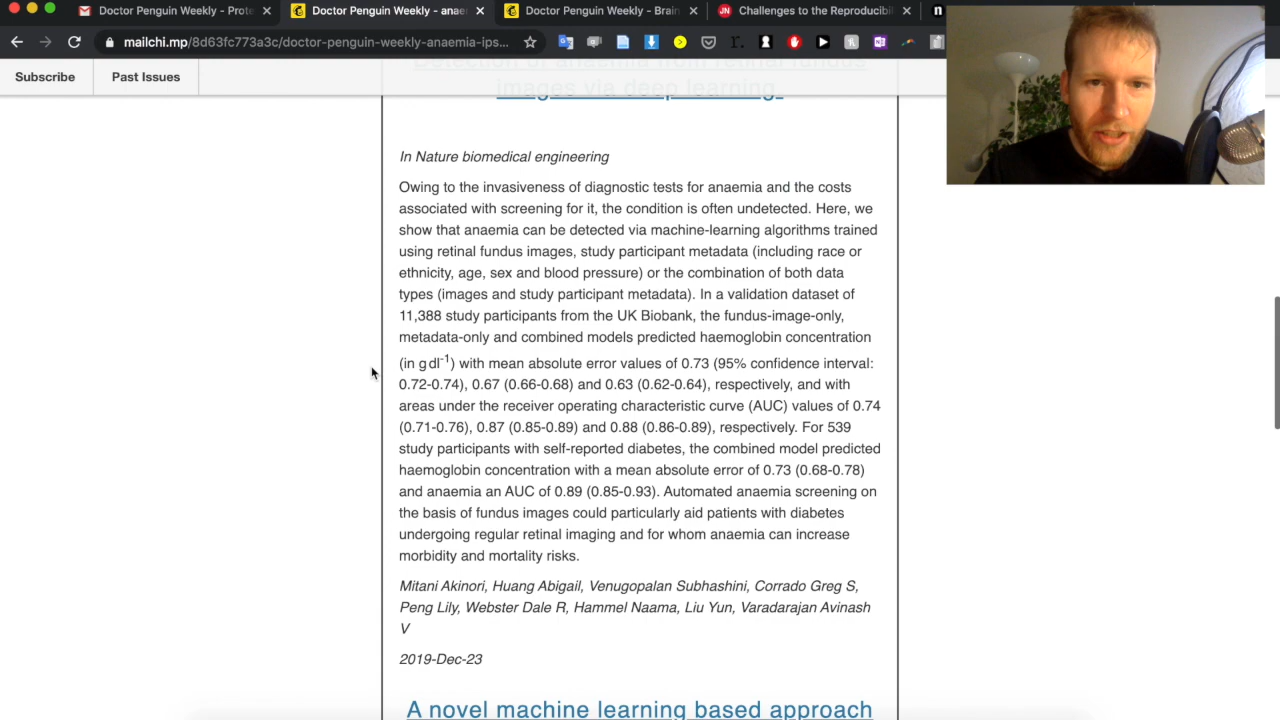 Doctor Penguin Weekly - Prote
Doctor Penguin Weekly - anae
Doctor Penguin Weekly - Brain
JN Challenges to the Reproducibil
mailchi.mp/8d63fc773a3c/doctor-penguin-weekly-anaemia-ips...
Subscribe
Past Issues
Detection of anaemia from retinal fundus
images via deep learning.
In Nature biomedical engineering
Owing to the invasiveness of diagnostic tests for anaemia and the costs
associated with screening for it, the condition is often undetected. Here, we
show that anaemia can be detected via machine-learning algorithms trained
using retinal fundus images, study participant metadata (including race or
ethnicity, age, sex and blood pressure) or the combination of both data
types (images and study participant metadata). In a validation dataset of
11,388 study participants from the UK Biobank, the fundus-image-only,
metadata-only and combined models predicted haemoglobin concentration
(in g dl-1) with mean absolute error values of 0.73 (95% confidence interval:
0.72-0.74), 0.67 (0.66-0.68) and 0.63 (0.62-0.64), respectively, and with
areas under the receiver operating characteristic curve (AUC) values of 0.74
(0.71-0.76), 0.87 (0.85-0.89) and 0.88 (0.86-0.89), respectively. For 539
study participants with self-reported diabetes, the combined model predicted
haemoglobin concentration with a mean absolute error of 0.73 (0.68-0.78)
and anaemia an AUC of 0.89 (0.85-0.93). Automated anaemia screening on
the basis of fundus images could particularly aid patients with diabetes
undergoing regular retinal imaging and for whom anaemia can increase
morbidity and mortality risks.
Mitani Akinori, Huang Abigail, Venugopalan Subhashini, Corrado Greg S,
Peng Lily, Webster Dale R, Hammel Naama, Liu Yun, Varadarajan Avinash
V
2019-Dec-23
A novel machine learning based approach